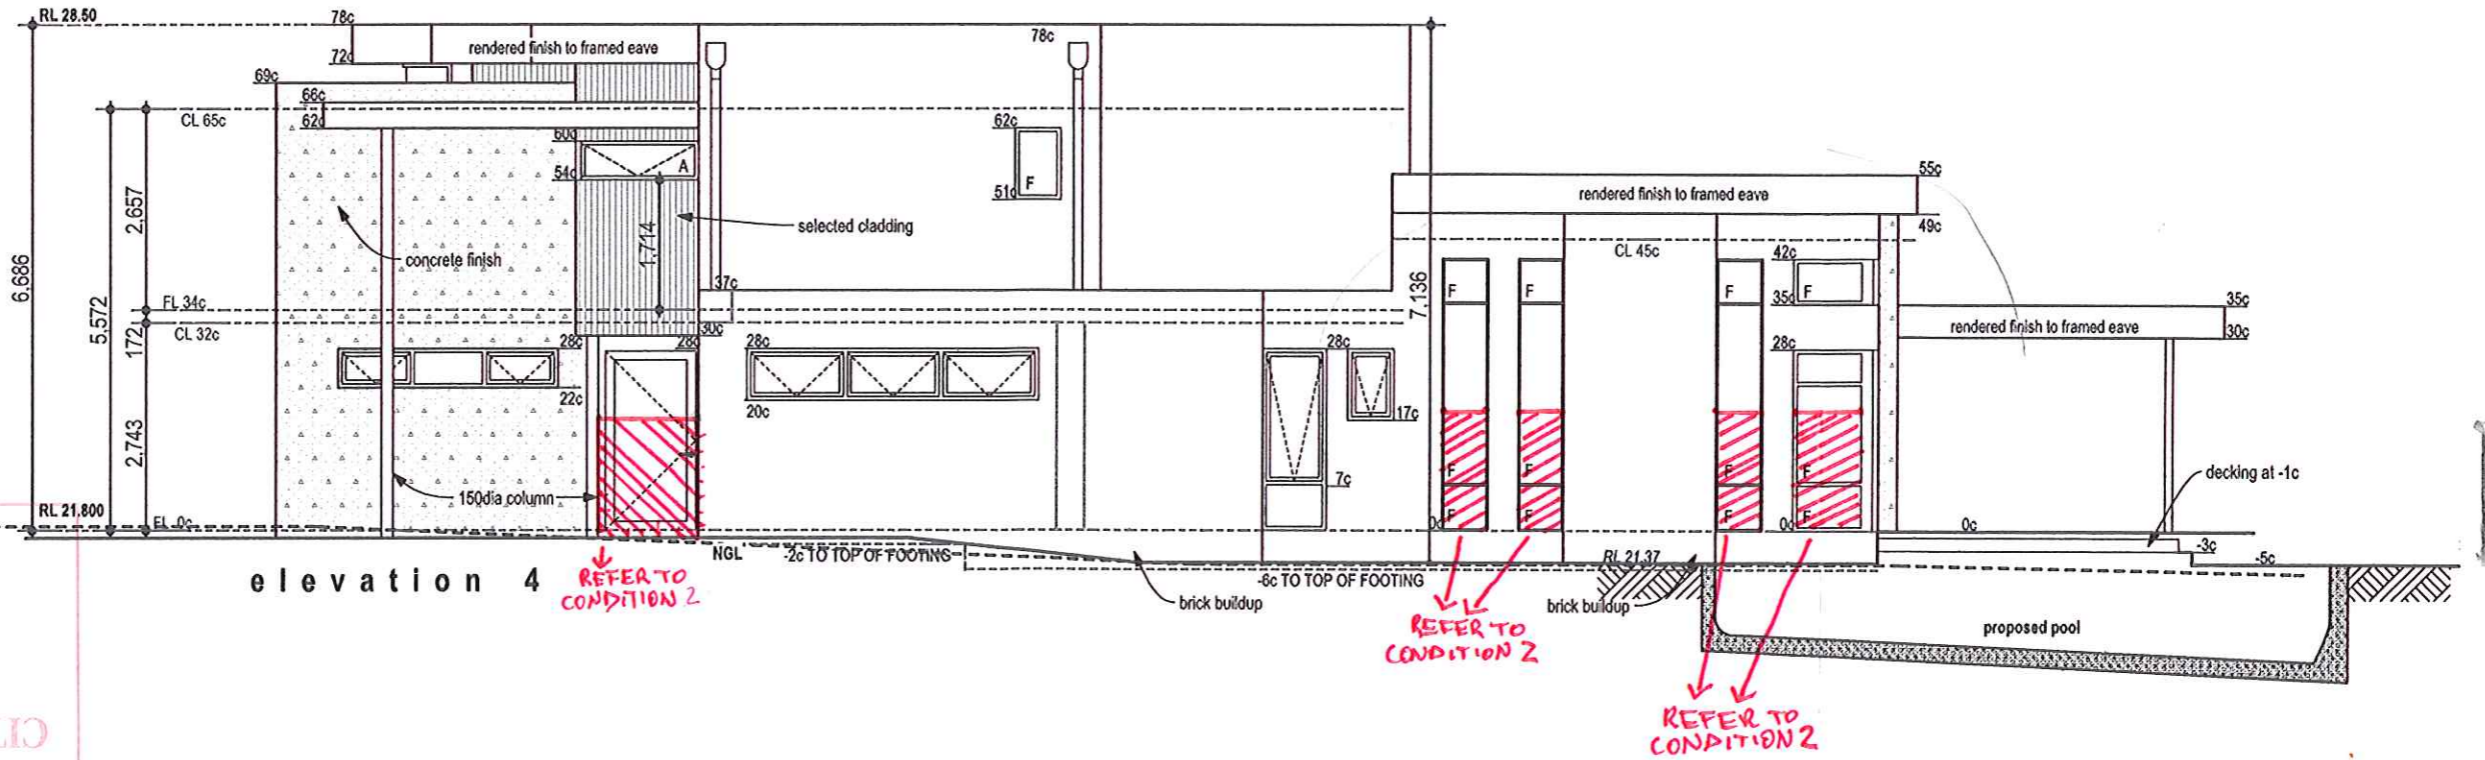 RL 28.50
78c
rendered finish to framed eave
78c
72c
69c
66c
CL 65c
62c
62c
60c
A
54c
F
51c
55c
rendered finish to framed eave
49c
2,657
selected cladding
1,714
concrete finish
CL 45c
42c
6,686
5,572
7,136
37c
F
F
F
F
35c
35c
FL 34c
172
CL 32c
30c
rendered finish to framed eave
30c
28c
28c
28c
28c
28c
22c
20c
17c
2,743
7c
F
F
F
F
decking at -1c
150dia column
RL 21.800
FL 0c
0c
F
F
F
0c
F
0c
NGL
-2c TO TOP OF FOOTING
RL 21.37
-3c
-5c
elevation 4
REFER TO
CONDITION 2
-6c TO TOP OF FOOTING
brick buildup
brick buildup
REFER TO
CONDITION 2
proposed pool
REFER TO
CONDITION 2